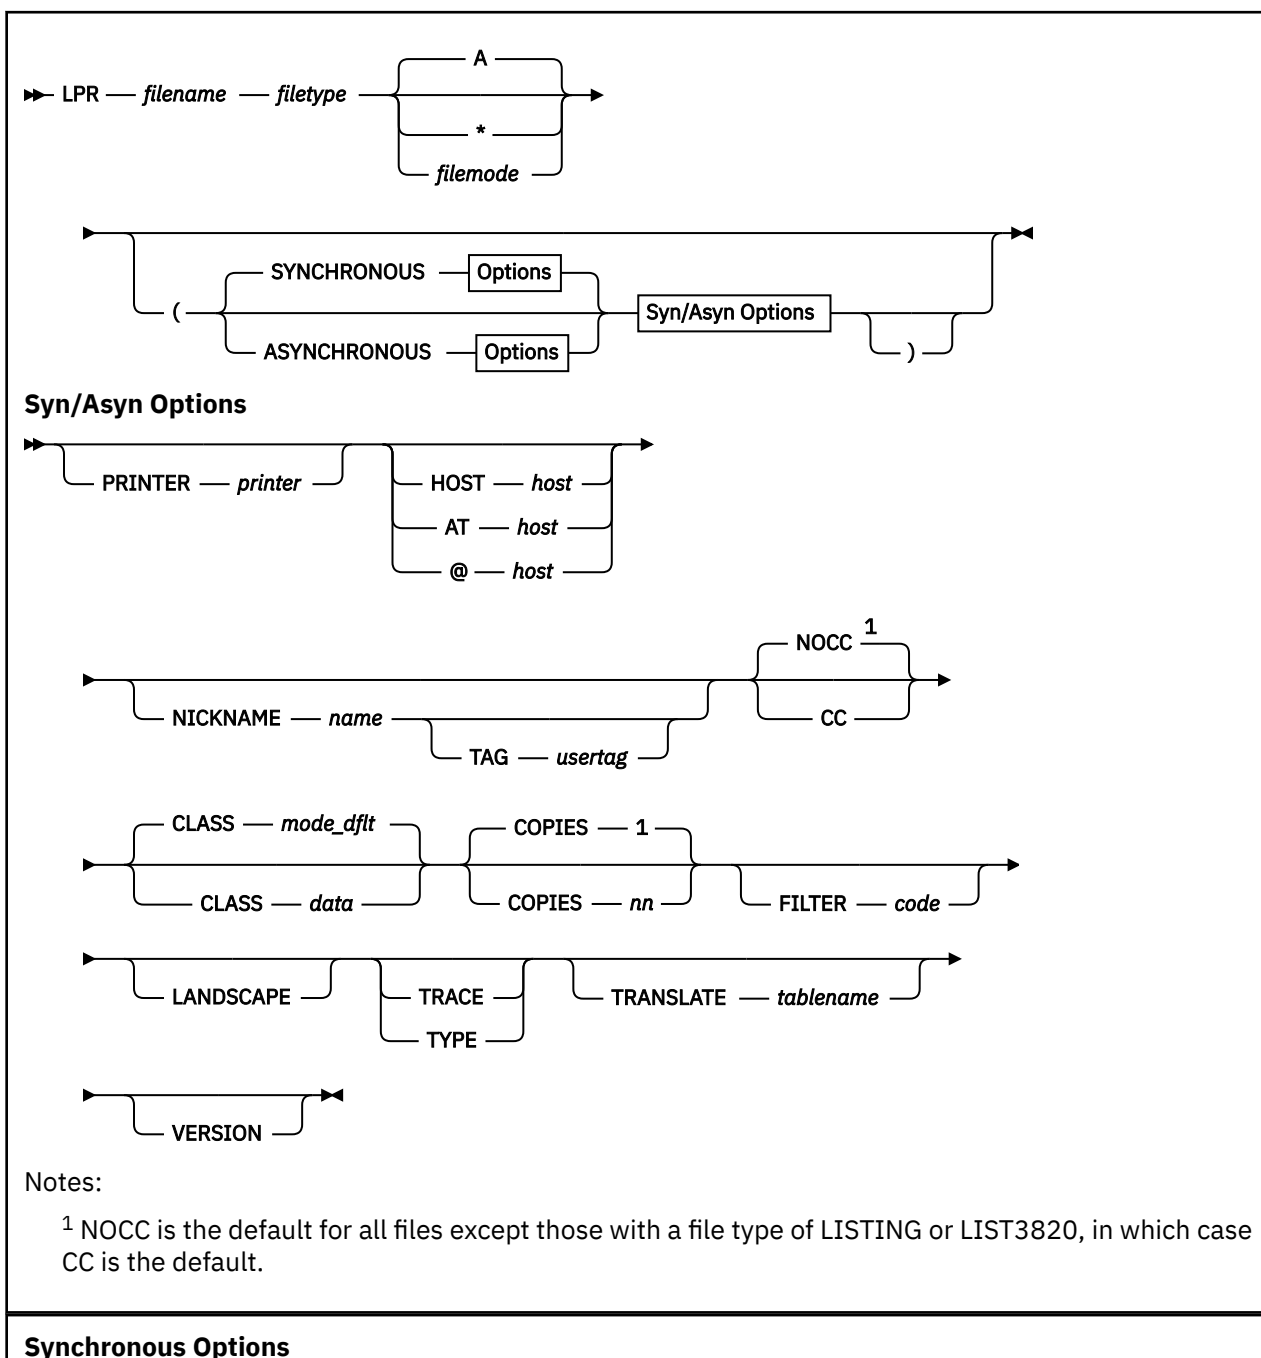 A
LPR filename filetype
*
filemode
SYNCHRONOUS Options
( Syn/Asyn Options
ASYNCHRONOUS Options )
Syn/Asyn Options
PRINTER printer HOST host
AT host
@ host
NOCC 1
NICKNAME name CC
TAG usertag
CLASS mode_dflt COPIES 1
CLASS data COPIES nn FILTER code
LANDSCAPE TRACE TRANSLATE tablename
TYPE
VERSION
Notes:
1 NOCC is the default for all files except those with a file type of LISTING or LIST3820, in which case
CC is the default.
Synchronous Options